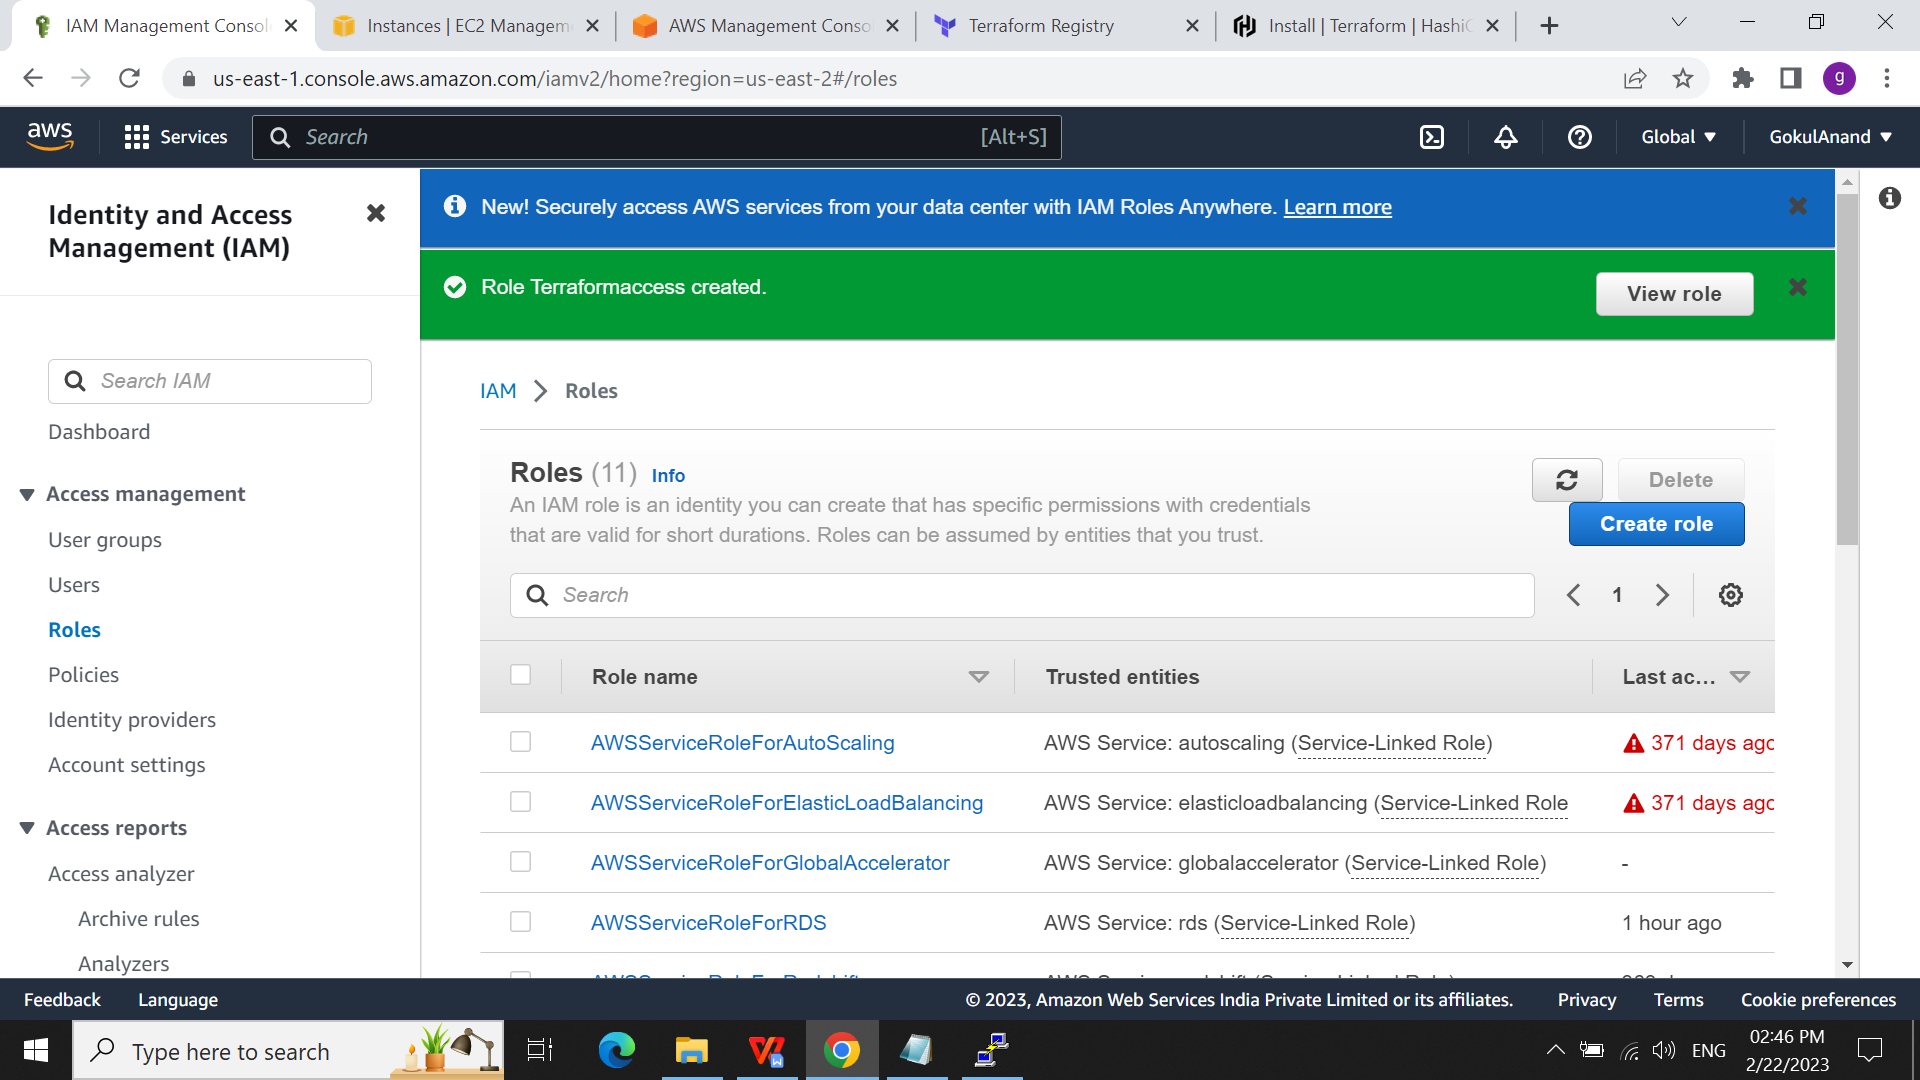 IAM Management Consol
Instances | EC2 Managem
AWS Management Conso
Terraform Registry
Install | Terraform | HashiC
us-east-1.console.aws.amazon.com/iamv2/home?region=us-east-2#/roles
g
aws
Services
Search
[Alt+S]
Global
GokulAnand
Identity and Access
Management (IAM)
Search IAM
Dashboard
Access management
User groups
Users
Roles
Policies
Identity providers
Account settings
Access reports
Access analyzer
Archive rules
Analyzers
New! Securely access AWS services from your data center with IAM Roles Anywhere. Learn more
Role Terraformaccess created.
View role
IAM > Roles
Roles (11) Info
An IAM role is an identity you can create that has specific permissions with credentials
that are valid for short durations. Roles can be assumed by entities that you trust.
Delete
Create role
Search
1
Role name
Trusted entities
Last ac...
AWSServiceRoleForAutoScaling
AWS Service: autoscaling (Service-Linked Role)
371 days ago
AWSServiceRoleForElasticLoadBalancing
AWS Service: elasticloadbalancing (Service-Linked Role
371 days ago
AWSServiceRoleForGlobalAccelerator
AWS Service: globalaccelerator (Service-Linked Role)
-
AWSServiceRoleForRDS
AWS Service: rds (Service-Linked Role)
1 hour ago
Feedback
Language
© 2023, Amazon Web Services India Private Limited or its affiliates.
Privacy
Terms
Cookie preferences
Type here to search
ENG
02:46 PM
2/22/2023